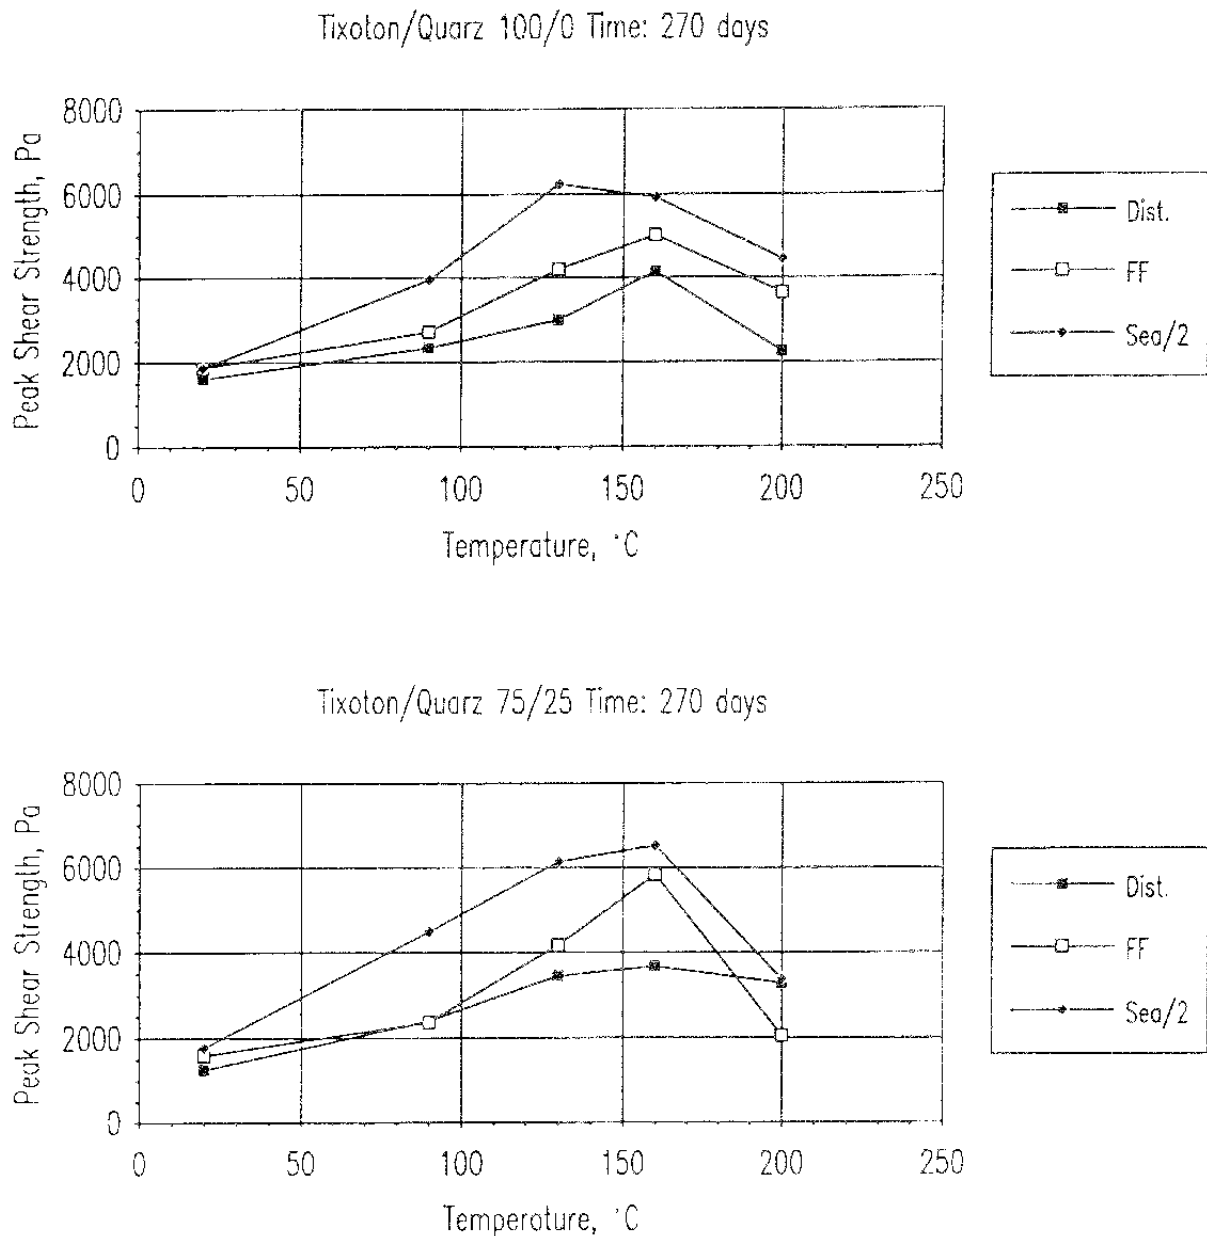 Tixoton/Quarz 100/0 Time: 270 days
8000
6000
4000
2000
0
Peak Shear Strength, Pa
0 50 100 150 200 250
Temperature, °C
Dist.
FF
Sea/2
Tixoton/Quarz 75/25 Time: 270 days
8000
6000
4000
2000
0
Peak Shear Strength, Pa
0 50 100 150 200 250
Temperature, °C
Dist.
FF
Sea/2